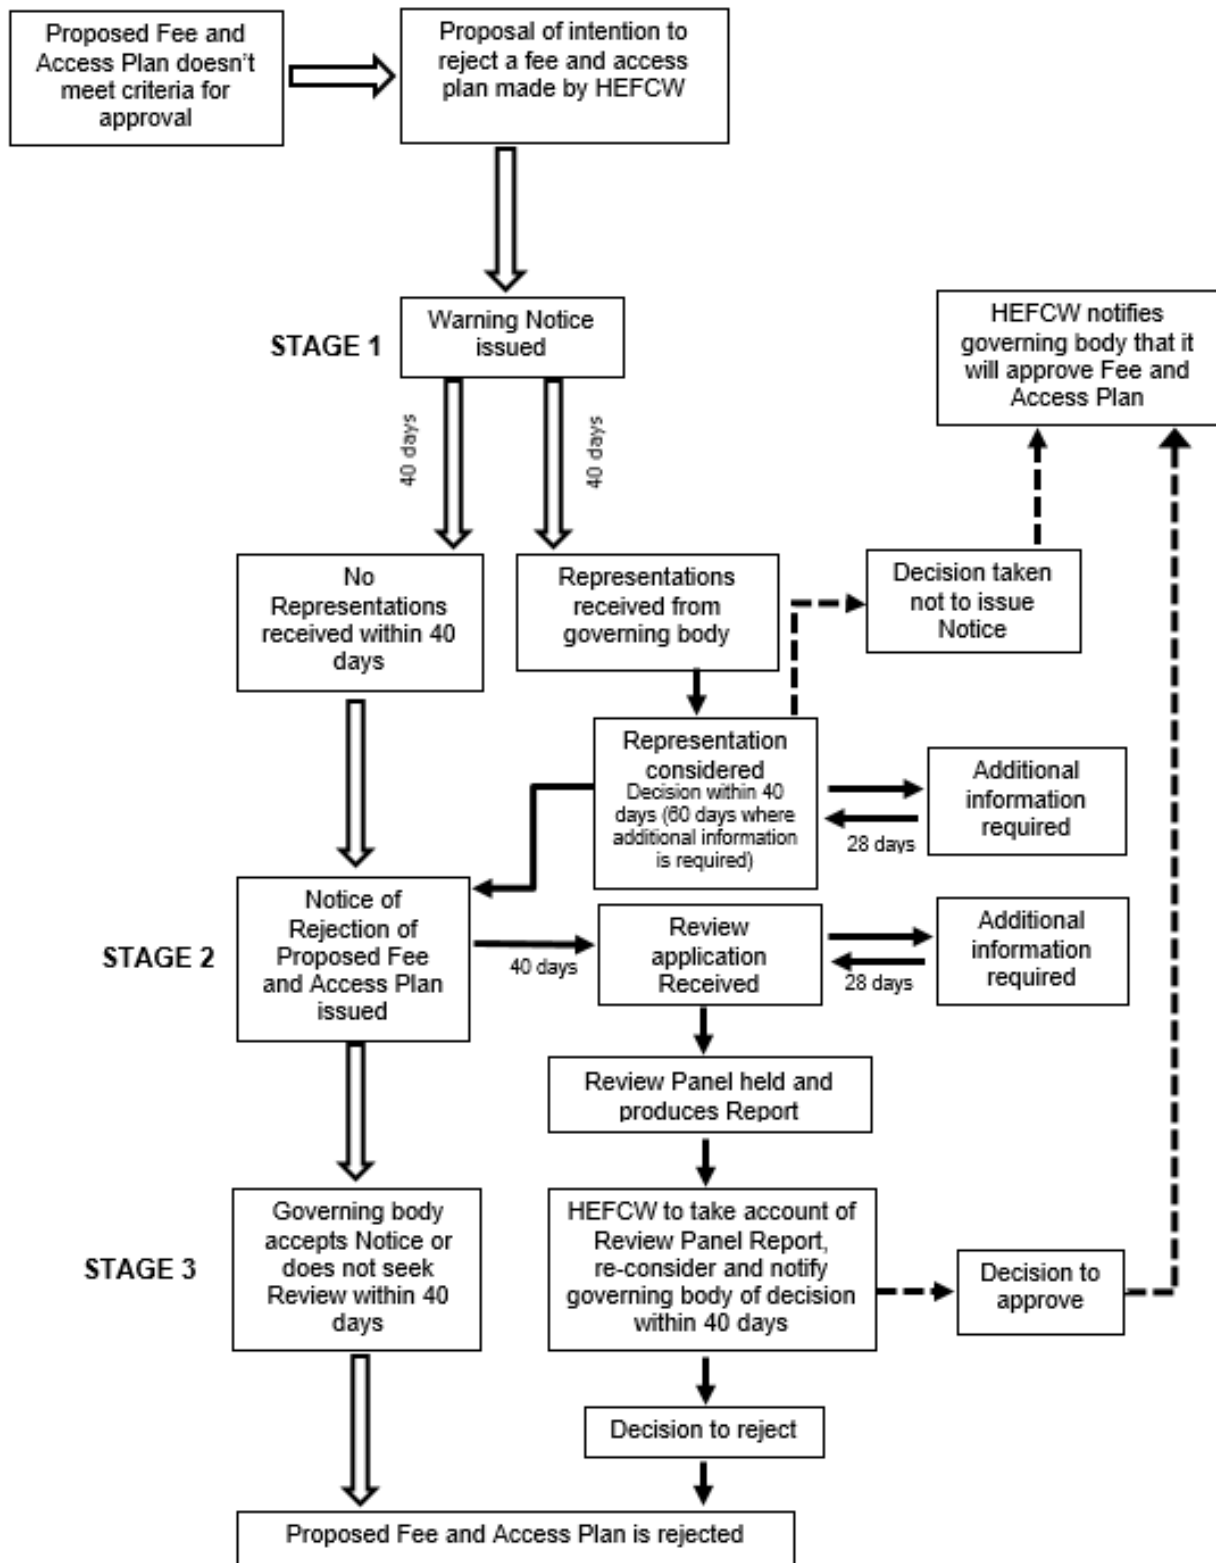 Proposed Fee and
Access Plan doesn't
meet criteria for
approval
Proposal of intention to
reject a fee and access
plan made by HEFCW
STAGE 1
Warning Notice
issued
HEFCW notifies
governing body that it
will approve Fee and
Access Plan
40 days
40 days
No
Representations
received within 40
days
Representations
received from
governing body
Decision taken
not to issue
Notice
Representation
considered
Decision within 40
days (60 days where
additional information
is required)
28 days
Additional
information
required
STAGE 2
Notice of
Rejection of
Proposed Fee
and Access Plan
issued
40 days
Review
application
Received
28 days
Additional
information
required
Review Panel held and
produces Report
STAGE 3
Governing body
accepts Notice or
does not seek
Review within 40
days
HEFCW to take account of
Review Panel Report,
re-consider and notify
governing body of decision
within 40 days
Decision to
approve
Decision to reject
Proposed Fee and Access Plan is rejected